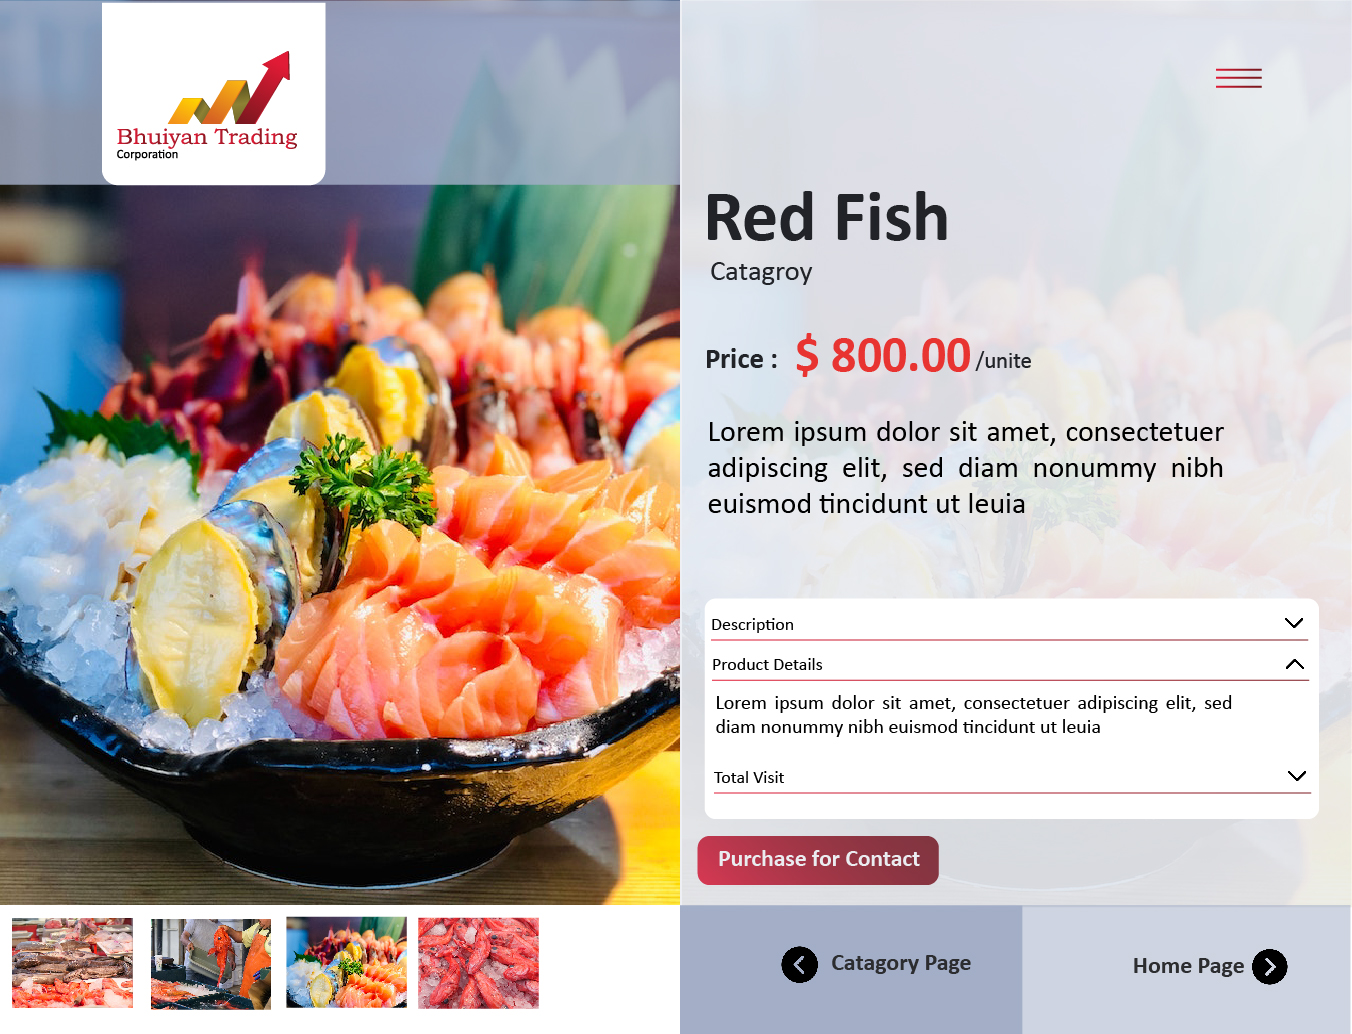 Bhuiyan Trading
Corporation
Red Fish
Catagroy
Price : $ 800.00 /unite
Lorem ipsum dolor sit amet, consectetuer
adipiscing elit, sed diam nonummy nibh
euismod tincidunt ut leuia
Description
Product Details
Lorem ipsum dolor sit amet, consectetuer adipiscing elit, sed
diam nonummy nibh euismod tincidunt ut leuia
Total Visit
Purchase for Contact
Catagory Page
Home Page